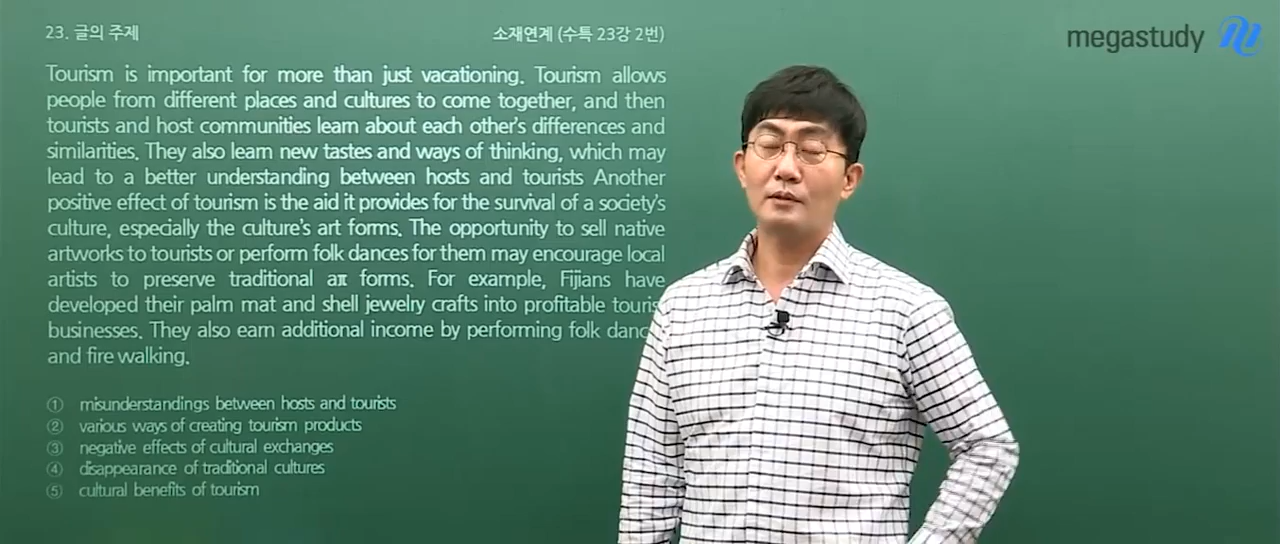 23. 글의 주제
소재연계 (수특 23강 2번)
megastudy
Tourism is important for more than just vacationing. Tourism allows
people from different places and cultures to come together, and then
tourists and host communities learn about each other's differences and
similarities. They also learn new tastes and ways of thinking, which may
lead to a better understanding between hosts and tourists Another
positive effect of tourism is the aid it provides for the survival of a society's
culture, especially the culture's art forms. The opportunity to sell native
artworks to tourists or perform folk dances for them may encourage local
artists to preserve traditional art forms. For example, Fijians have
developed their palm mat and shell jewelry crafts into profitable touris
businesses. They also earn additional income by performing folk danc
and fire walking.
① misunderstandings between hosts and tourists
② various ways of creating tourism products
③ negative effects of cultural exchanges
④ disappearance of traditional cultures
⑤ cultural benefits of tourism